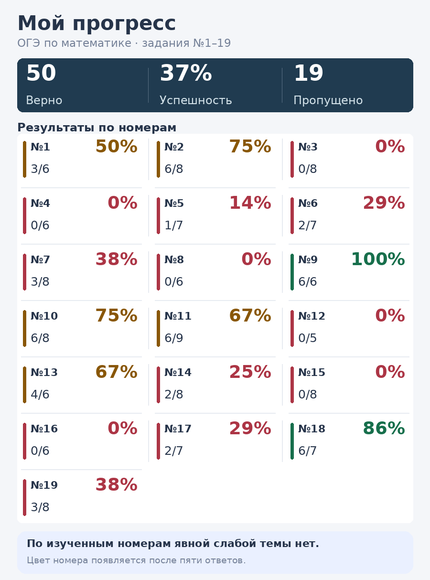 Мой прогресс
ОГЭ по математике · задания №1–19
50 37% 19
Верно Успешность Пропущено
Результаты по номерам
№1 50% №2 75% №3 0%
3/6 6/8 0/8
№4 0% №5 14% №6 29%
0/6 1/7 2/7
№7 38% №8 0% №9 100%
3/8 0/6 6/6
№10 75% №11 67% №12 0%
6/8 6/9 0/5
№13 67% №14 25% №15 0%
4/6 2/8 0/8
№16 0% №17 29% №18 86%
0/6 2/7 6/7
№19 38%
3/8
По изученным номерам явной слабой темы нет.
Цвет номера появляется после пяти ответов.